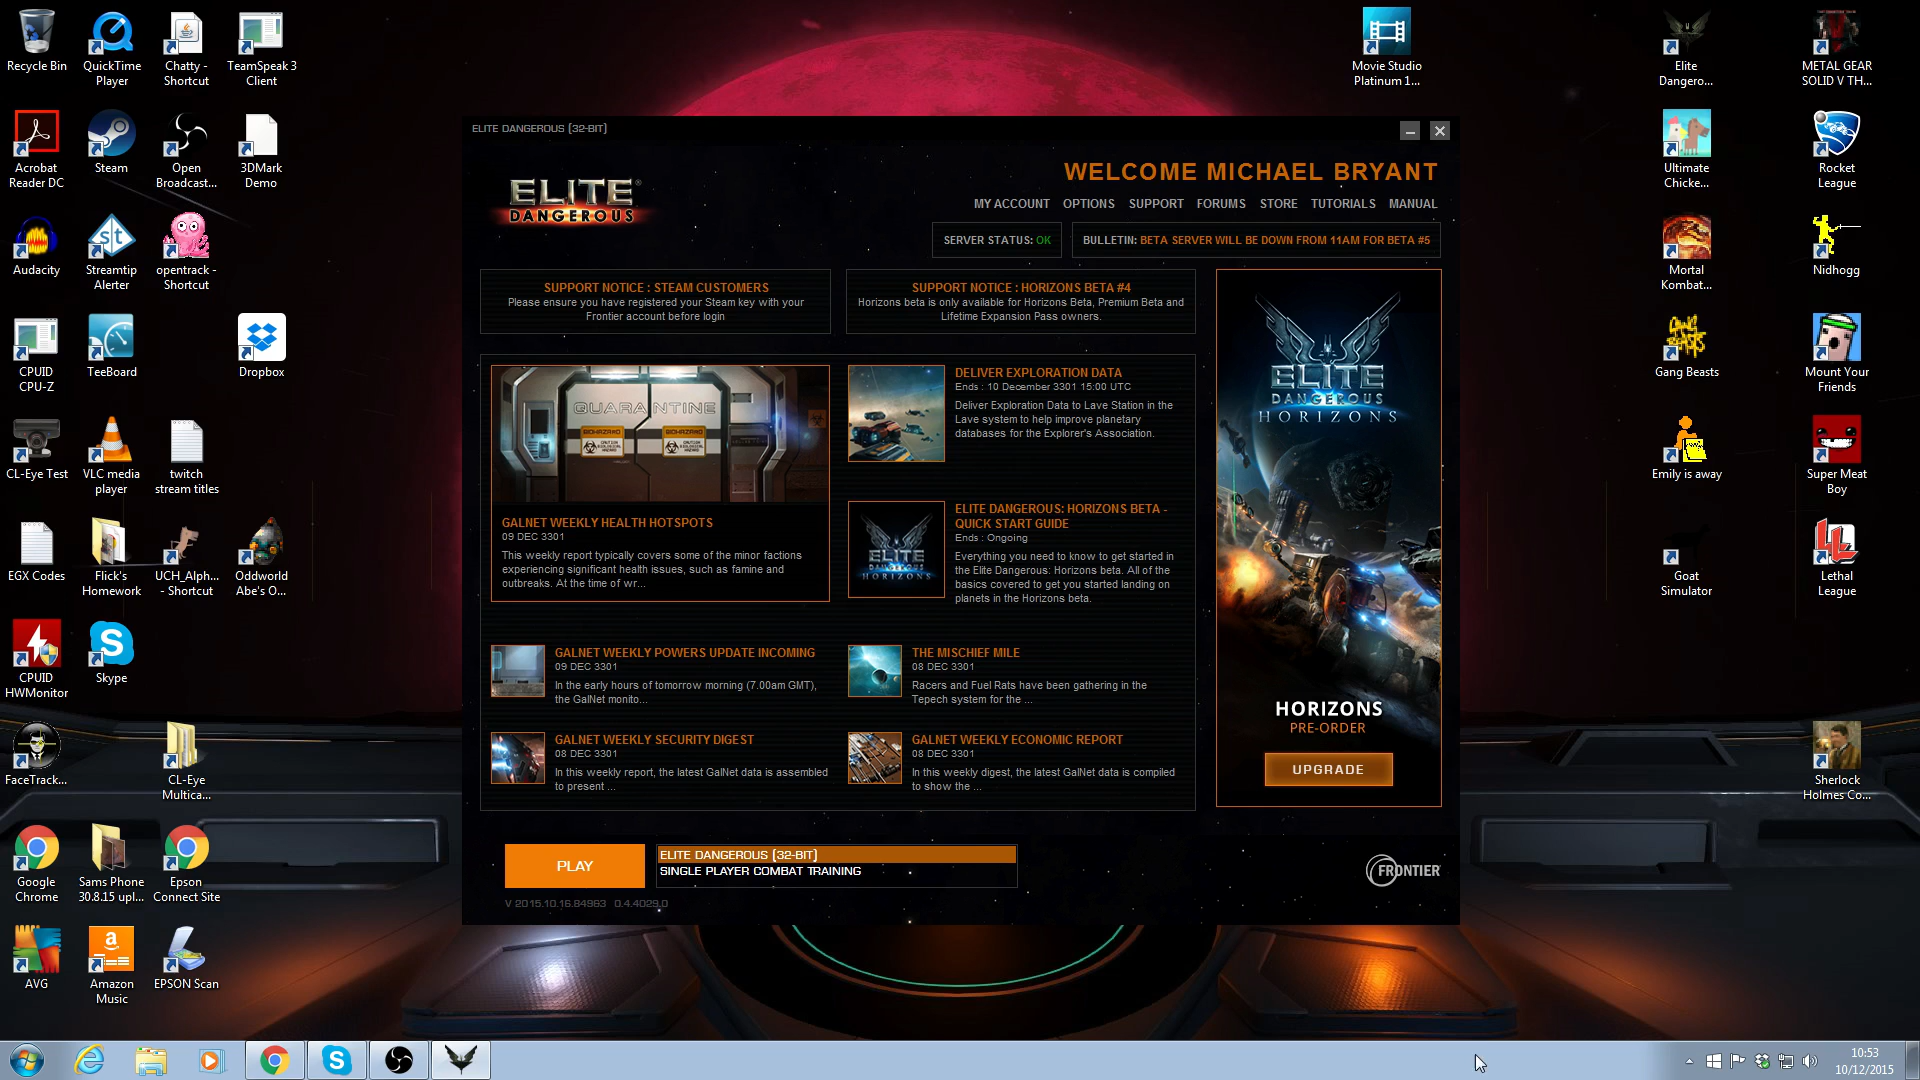 Recycle Bin
QuickTime
Player
Chatty -
Shortcut
TeamSpeak 3
Client
Acrobat
Reader DC
Steam
Open
Broadcast...
3DMark
Demo
Audacity
Streamtip
Alerter
opentrack -
Shortcut
CPUID
CPU-Z
TeeBoard
Dropbox
CL-Eye Test
VLC media
player
twitch
stream titles
EGX Codes
Flick's
Homework
UCH_Alph...
- Shortcut
Oddworld
Abe's O...
CPUID
HWMonitor
Skype
FaceTrack...
CL-Eye
Multica...
Google
Chrome
Sams Phone
30.8.15 upl...
Epson
Connect Site
AVG
Amazon
Music
EPSON Scan
Movie Studio
Platinum 1...
Elite
Dangero...
METAL GEAR
SOLID V TH...
Ultimate
Chicke...
Rocket
League
Mortal
Kombat...
Nidhogg
Gang Beasts
Mount Your
Friends
Emily is away
Super Meat
Boy
Goat
Simulator
Lethal
League
Sherlock
Holmes Co...
ELITE DANGEROUS (32-BIT)
ELITE
DANGEROUS
WELCOME MICHAEL BRYANT
MY ACCOUNT OPTIONS SUPPORT FORUMS STORE TUTORIALS MANUAL
SERVER STATUS: OK
BULLETIN: BETA SERVER WILL BE DOWN FROM 11AM FOR BETA #5
SUPPORT NOTICE : STEAM CUSTOMERS
Please ensure you have registered your Steam key with your
Frontier account before login
SUPPORT NOTICE : HORIZONS BETA #4
Horizons beta is only available for Horizons Beta, Premium Beta and
Lifetime Expansion Pass owners.
QUARANTINE
BIOHAZARD
BIOHAZARD
GALNET WEEKLY HEALTH HOTSPOTS
09 DEC 3301
This weekly report typically covers some of the minor factions
experiencing significant health issues, such as famine and
outbreaks. At the time of wr...
DELIVER EXPLORATION DATA
Ends : 10 December 3301 15:00 UTC
Deliver Exploration Data to Lave Station in the
Lave system to help improve planetary
databases for the Explorer's Association.
ELITE
DANGEROUS
HORIZONS
ELITE DANGEROUS: HORIZONS BETA -
QUICK START GUIDE
Ends : Ongoing
Everything you need to know to get started in
the Elite Dangerous: Horizons beta. All of the
basics covered to get you started landing on
planets in the Horizons beta.
GALNET WEEKLY POWERS UPDATE INCOMING
09 DEC 3301
In the early hours of tomorrow morning (7.00am GMT),
the GalNet monito...
THE MISCHIEF MILE
08 DEC 3301
Racers and Fuel Rats have been gathering in the
Tepech system for the ...
GALNET WEEKLY SECURITY DIGEST
08 DEC 3301
In this weekly report, the latest GalNet data is assembled
to present ...
GALNET WEEKLY ECONOMIC REPORT
08 DEC 3301
In this weekly digest, the latest GalNet data is compiled
to show the ...
ELITE
DANGEROUS
HORIZONS
HORIZONS
PRE-ORDER
UPGRADE
PLAY
ELITE DANGEROUS (32-BIT)
SINGLE PLAYER COMBAT TRAINING
FRONTIER
V 2015.10.16.84983 0.4.4029.0
10:53
10/12/2015